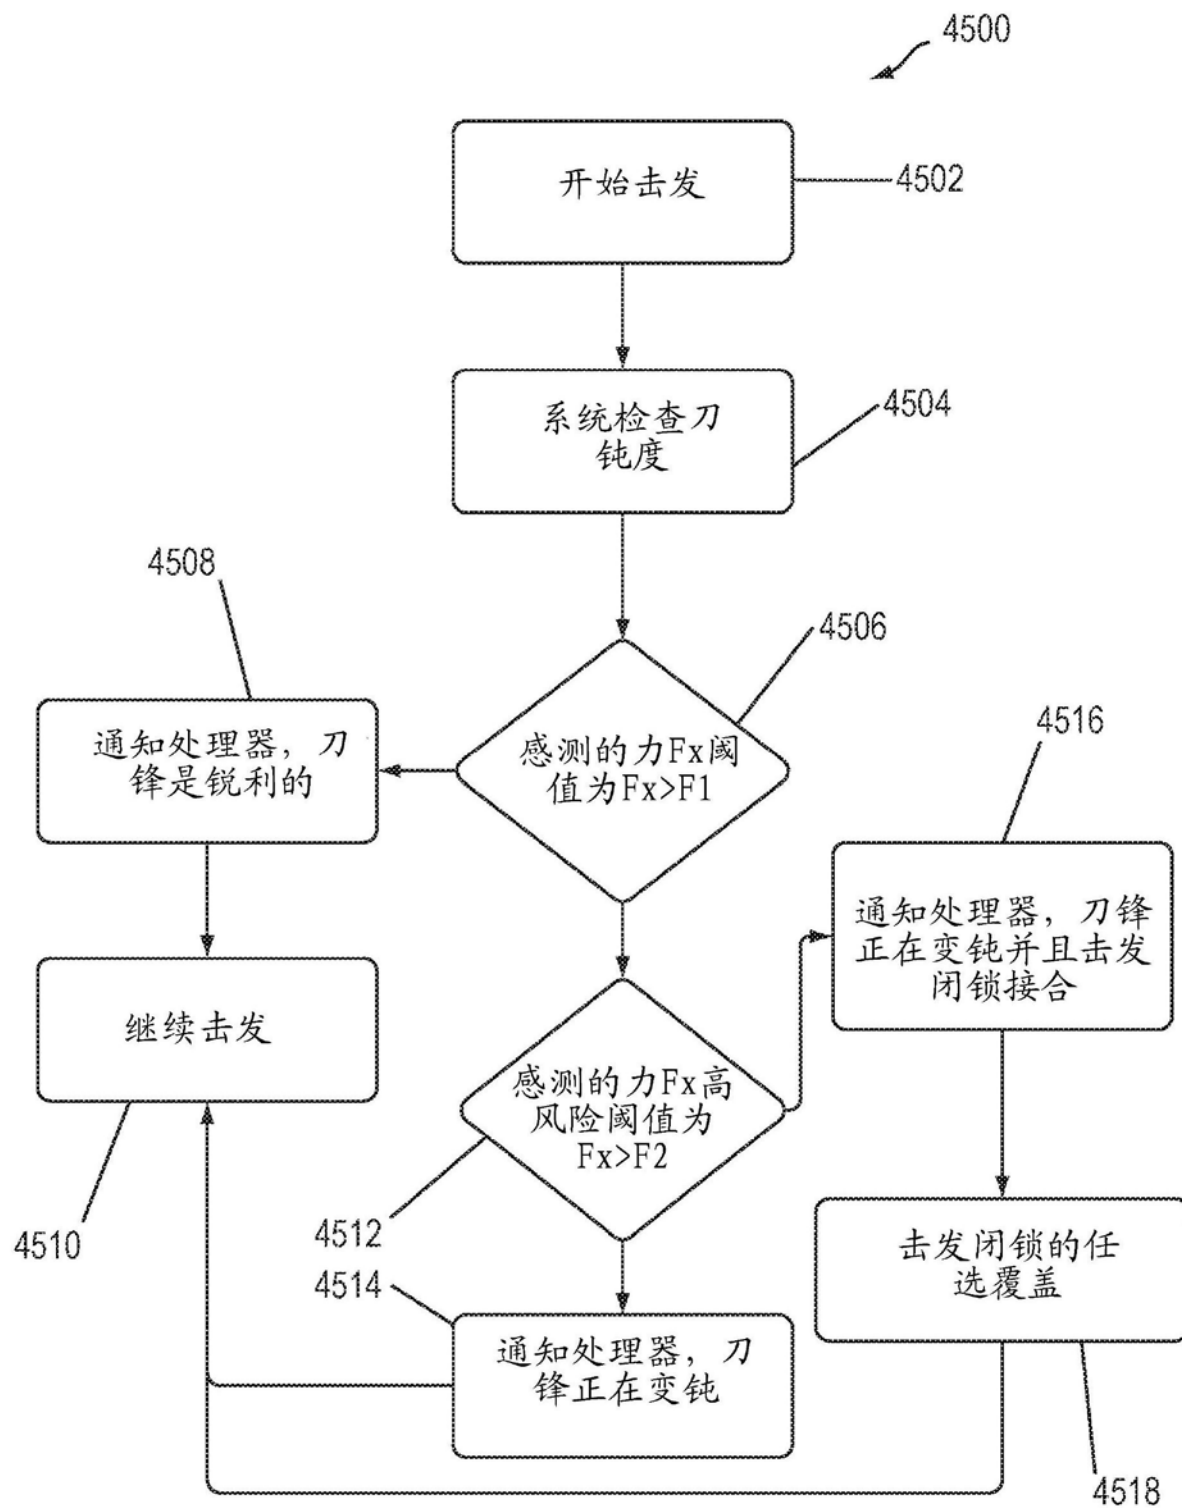 4500
开始击发
4502
系统检查刀
钝度
4504
4506
感测的力Fx阈
值为Fx>F1
4508
通知处理器，刀
锋是锐利的
继续击发
4510
感测的力Fx高
风险阈值为
Fx>F2
4512
4514
通知处理器，刀
锋正在变钝
4516
通知处理器，刀锋
正在变钝并且击发
闭锁接合
击发闭锁的任
选覆盖
4518